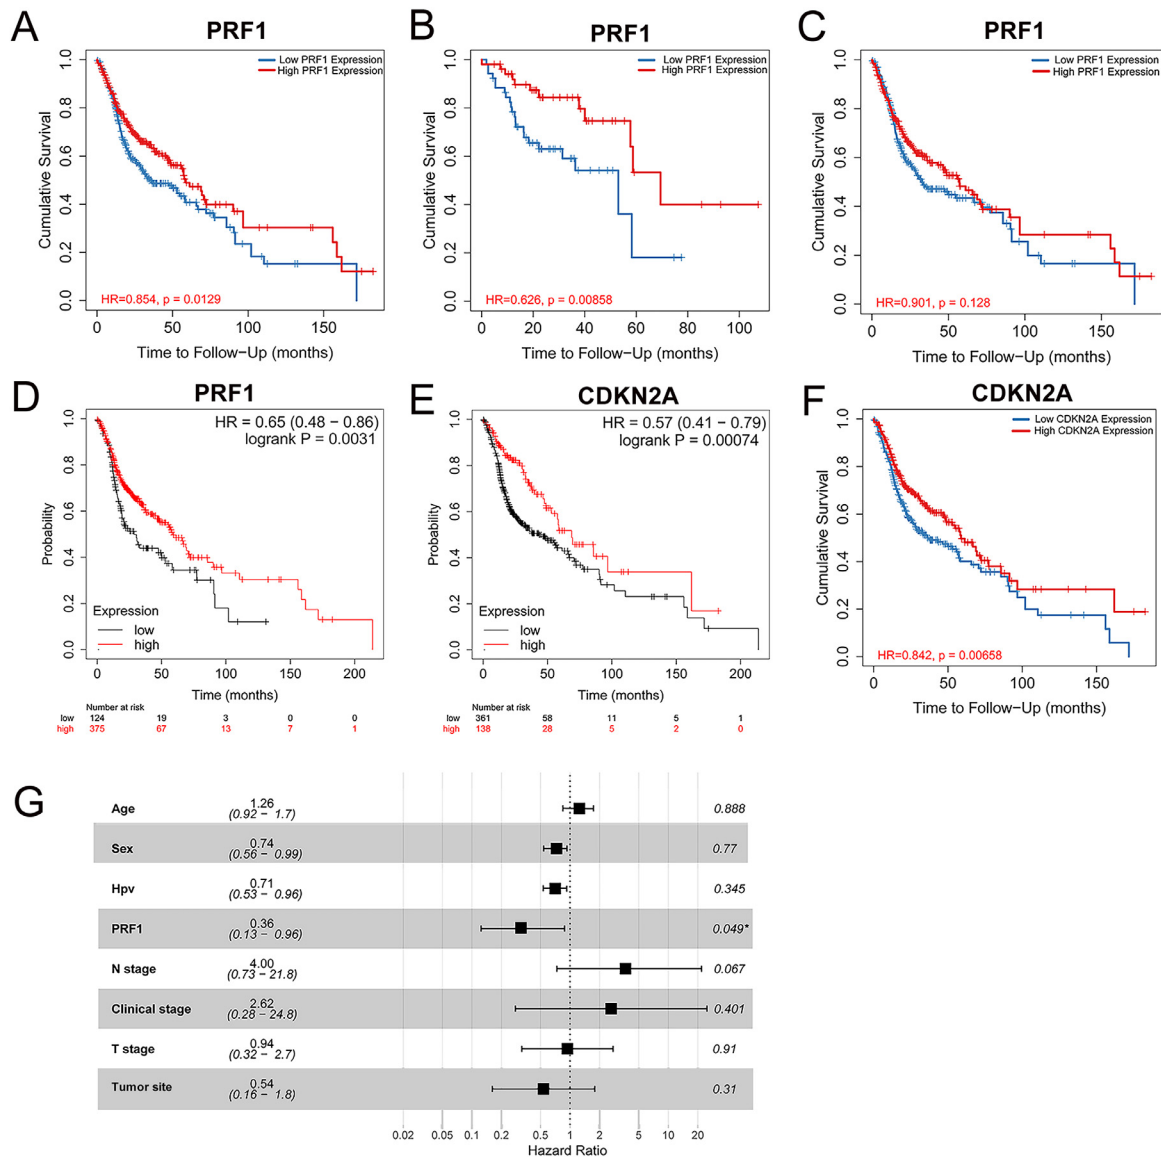 A
PRF1
Low PRF1 Expression
High PRF1 Expression
Cumulative Survival
1.0
0.8
0.6
0.4
0.2
0.0
HR=0.854, p = 0.0129
0 50 100 150
Time to Follow-Up (months)
B
PRF1
Low PRF1 Expression
High PRF1 Expression
Cumulative Survival
1.0
0.8
0.6
0.4
0.2
0.0
HR=0.626, p = 0.00858
0 20 40 60 80 100
Time to Follow-Up (months)
C
PRF1
Low PRF1 Expression
High PRF1 Expression
Cumulative Survival
1.0
0.8
0.6
0.4
0.2
0.0
HR=0.901, p = 0.128
0 50 100 150
Time to Follow-Up (months)
D
PRF1
HR = 0.65 (0.48 − 0.86)
logrank P = 0.0031
Probability
1.0
0.8
0.6
0.4
0.2
0.0
Expression
low
high
0 50 100 150 200
Time (months)
Number at risk
low 124 19 3 0 0
high 375 67 13 7 1
E
CDKN2A
HR = 0.57 (0.41 − 0.79)
logrank P = 0.00074
Probability
1.0
0.8
0.6
0.4
0.2
0.0
Expression
low
high
0 50 100 150 200
Time (months)
Number at risk
low 361 58 11 5 1
high 138 28 5 2 0
F
CDKN2A
Low CDKN2A Expression
High CDKN2A Expression
Cumulative Survival
1.0
0.8
0.6
0.4
0.2
0.0
HR=0.842, p = 0.00658
0 50 100 150
Time to Follow-Up (months)
G
Age 1.26 0.888
(0.92 − 1.7)
Sex 0.74 0.77
(0.56 − 0.99)
Hpv 0.71 0.345
(0.53 − 0.96)
PRF1 0.36 0.049*
(0.13 − 0.96)
N stage 4.00 0.067
(0.73 − 21.8)
Clinical stage 2.62 0.401
(0.28 − 24.8)
T stage 0.94 0.91
(0.32 − 2.7)
Tumor site 0.54 0.31
(0.16 − 1.8)
0.02 0.05 0.1 0.2 0.5 1 2 5 10 20
Hazard Ratio